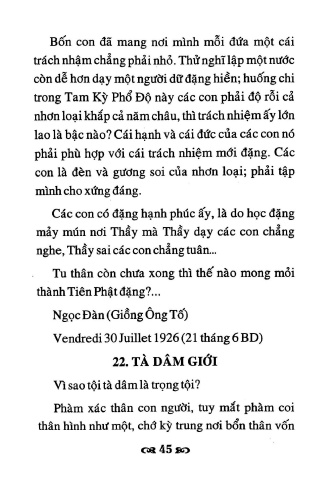 Bốn con đã mang nơi mình mỗi đứa một cái
trách nhậm chẳng phải nhỏ. Thử nghĩ lập một nước
còn dễ hơn dạy một người dữ đặng hiền; huống chi
trong Tam Kỳ Phổ Độ này các con phải độ rỗi cả
nhơn loại khắp cả năm châu, thì trách nhiệm ấy lớn
lao là bậc nào? Cái hạnh và cái đức của các con nó
phải phù hợp với cái trách nhiệm mới đặng. Các
con là đèn và gương soi của nhơn loại; phải tập
mình cho xứng đáng.
Các con có đặng hạnh phúc ấy, là do học đặng
mảy mún nơi Thầy mà Thầy dạy các con chẳng
nghe, Thầy sai các con chẳng tuân...
Tu thân còn chưa xong thì thế nào mong mỏi
thành Tiên Phật đặng?...
Ngọc Đàn (Giồng Ông Tố)
Vendredi 30 Juillet 1926 (21 tháng 6 BD)
22. TÀ DÂM GIỚI
Vì sao tội tà dâm là trọng tội?
Phàm xác thân con người, tuy mắt phàm coi
thân hình như một, chớ kỳ trung nơi bổn thân vốn
45